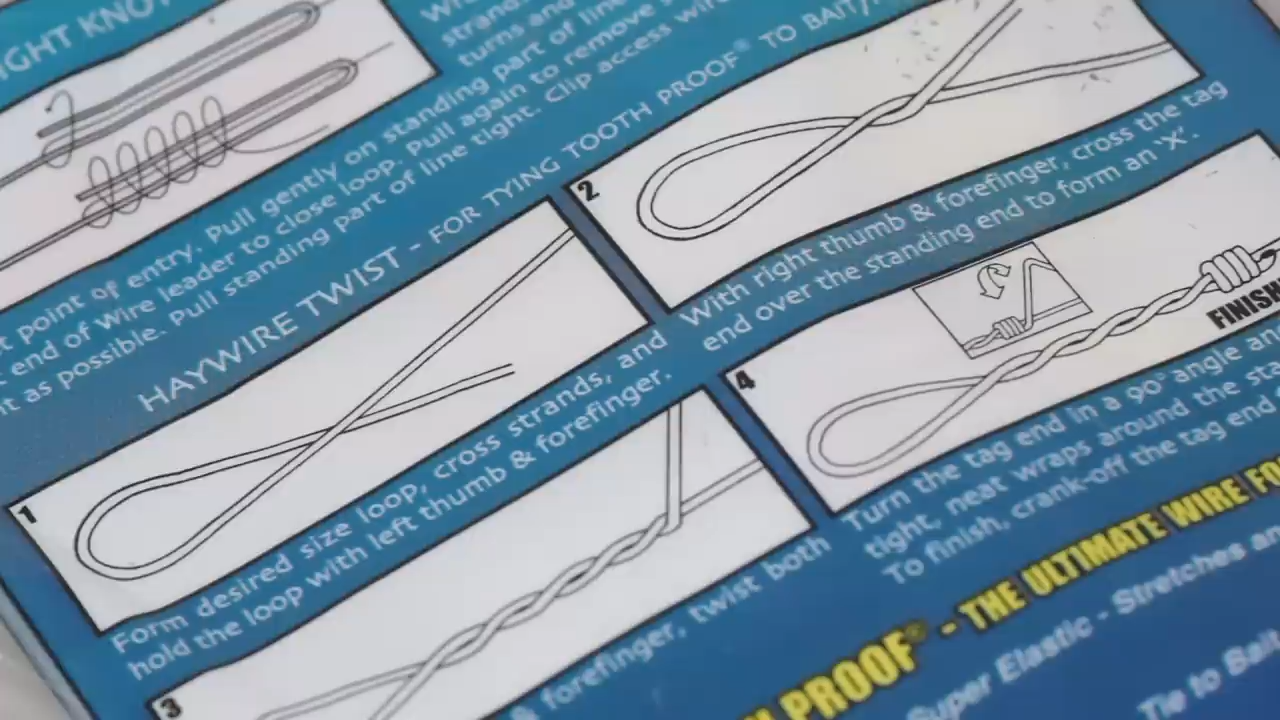 IGHT KNO
strand
turns and
point of entry. Pull gently on standing part of line
end of Wire leader to close loop. Pull again to remove
as possible. Pull standing part of line tight. Clip access wire
HAYWIRE TWIST - FOR TYING TOOTH PROOF® TO BAIT/
1
Form desired size loop, cross strands, and
hold the loop with left thumb & forefinger.
2
With right thumb & forefinger, cross the tag
end over the standing end to form an 'X'.
3
& forefinger, twist both
4
FINISH
Turn the tag end in a 90° angle an
tight, neat wraps around the sta
To finish, crank-off the tag end
PROOF® - THE ULTIMATE WIRE FO
Super Elastic - Stretches an
Tie to Bait